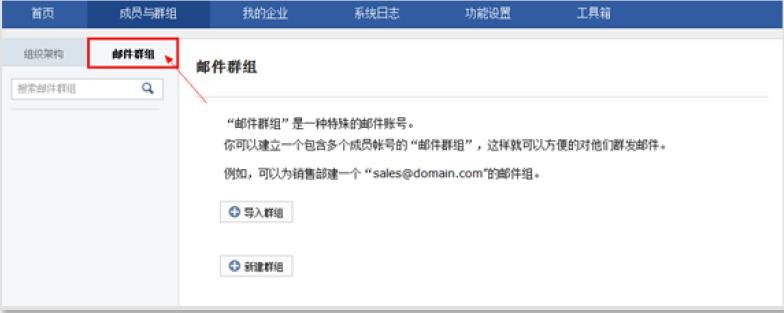 首页 成员与群组 我的企业 系统日志 功能设置 工具箱
组织架构 邮件群组
搜索邮件群组
邮件群组
“邮件群组”是一种特殊的邮件账号。
你可以建立一个包含多个成员帐号的“邮件群组”，这样就可以方便的对他们群发邮件。
例如，可以为销售部建一个“sales@domain.com”的邮件组。
导入群组
新建群组